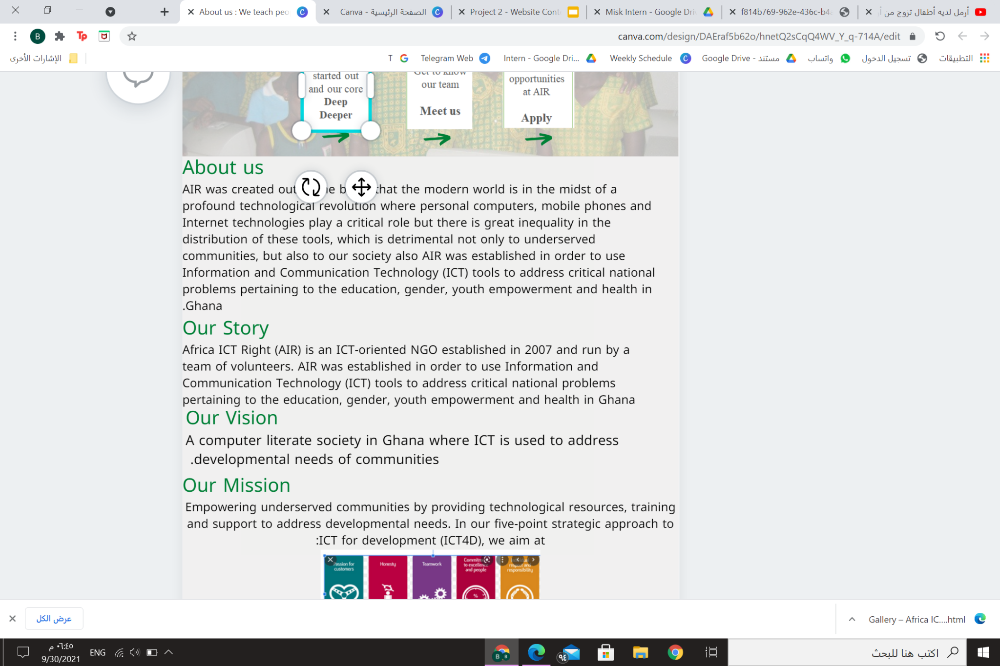 About us : We teach peo
Canva - الصفحة الرئيسية
Project 2 - Website Cont
Misk Intern - Google Driv
f814b769-962e-436c-b4a
أرمل لديه أطفال تزوج من أر
B
Tp
canva.com/design/DAEraf5b62o/hnetQ2sCqQ4WV_Y_q-714A/edit
الإشارات الأخرى
T
Telegram Web
Intern - Google Dri...
Weekly Schedule
Google Drive - مستند
واتساب
تسجيل الدخول
التطبيقات
started out
and our core
Deep
Deeper
Get to know
our team
Meet us
opportunities
at AIR
Apply
About us
AIR was created out that the modern world is in the midst of a
profound technological revolution where personal computers, mobile phones and
Internet technologies play a critical role but there is great inequality in the
distribution of these tools, which is detrimental not only to underserved
communities, but also to our society also AIR was established in order to use
Information and Communication Technology (ICT) tools to address critical national
problems pertaining to the education, gender, youth empowerment and health in
.Ghana
Our Story
Africa ICT Right (AIR) is an ICT-oriented NGO established in 2007 and run by a
team of volunteers. AIR was established in order to use Information and
Communication Technology (ICT) tools to address critical national problems
pertaining to the education, gender, youth empowerment and health in Ghana
Our Vision
A computer literate society in Ghana where ICT is used to address
.developmental needs of communities
Our Mission
Empowering underserved communities by providing technological resources, training
and support to address developmental needs. In our five-point strategic approach to
:ICT for development (ICT4D), we aim at
Passion for
customers
Honesty
Teamwork
Commitm
to excellenc
and people
respect and
responsibility
%
عرض الكل
Gallery – Africa IC....html
٠٦:٤٥ م
9/30/2021
ENG
B B
٩٤
اكتب هنا للبحث